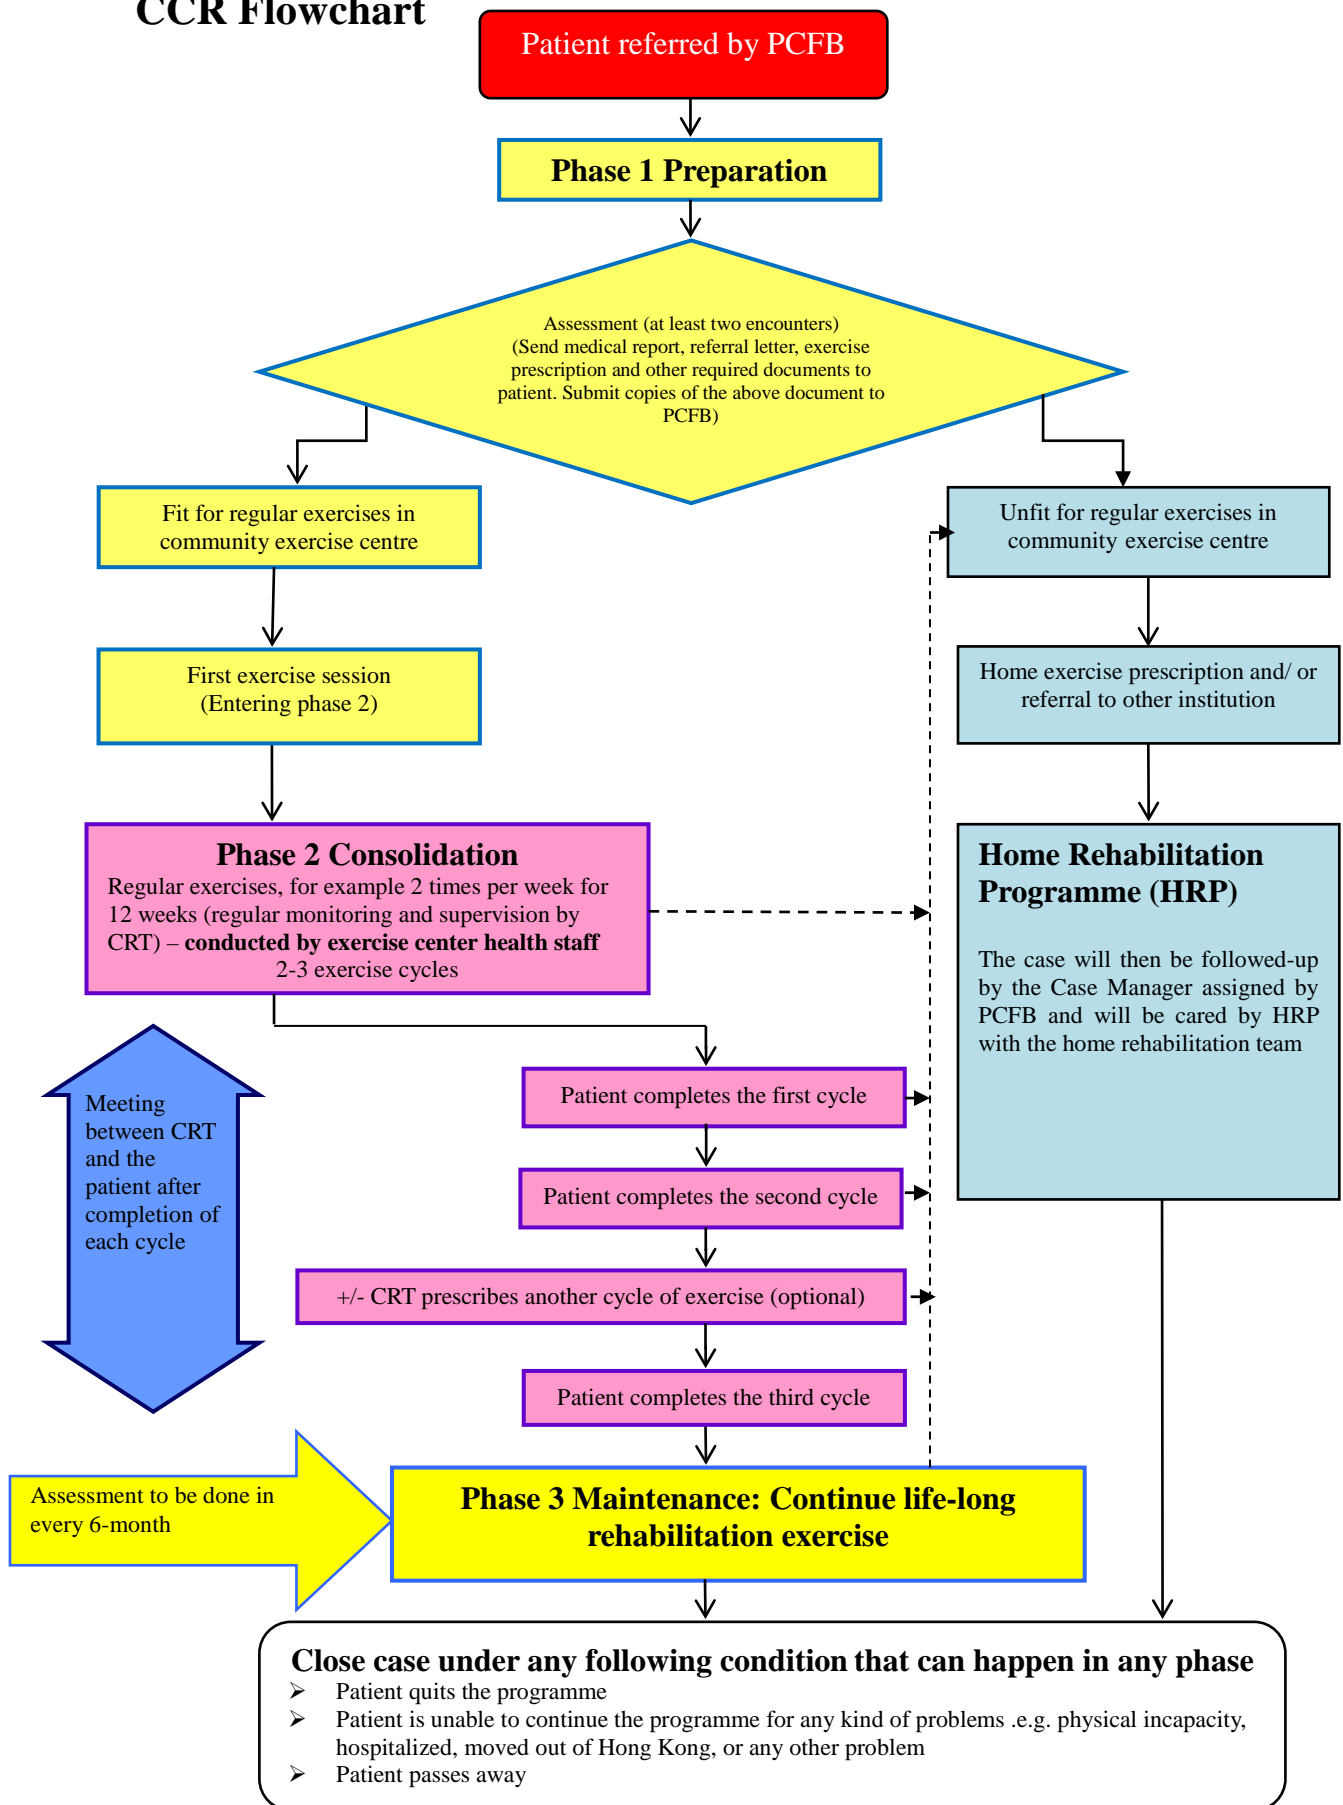 CCR Flowchart
Patient referred by PCFB
Phase 1 Preparation
Assessment (at least two encounters)
(Send medical report, referral letter, exercise
prescription and other required documents to
patient. Submit copies of the above document to
PCFB)
Fit for regular exercises in
community exercise centre
Unfit for regular exercises in
community exercise centre
First exercise session
(Entering phase 2)
Home exercise prescription and/ or
referral to other institution
Phase 2 Consolidation
Regular exercises, for example 2 times per week for
12 weeks (regular monitoring and supervision by
CRT) – conducted by exercise center health staff
2-3 exercise cycles
Home Rehabilitation
Programme (HRP)
The case will then be followed-up
by the Case Manager assigned by
PCFB and will be cared by HRP
with the home rehabilitation team
Meeting
between CRT
and the
patient after
completion of
each cycle
Patient completes the first cycle
Patient completes the second cycle
+/- CRT prescribes another cycle of exercise (optional)
Patient completes the third cycle
Assessment to be done in
every 6-month
Phase 3 Maintenance: Continue life-long
rehabilitation exercise
Close case under any following condition that can happen in any phase
➢ Patient quits the programme
➢ Patient is unable to continue the programme for any kind of problems .e.g. physical incapacity,
hospitalized, moved out of Hong Kong, or any other problem
➢ Patient passes away